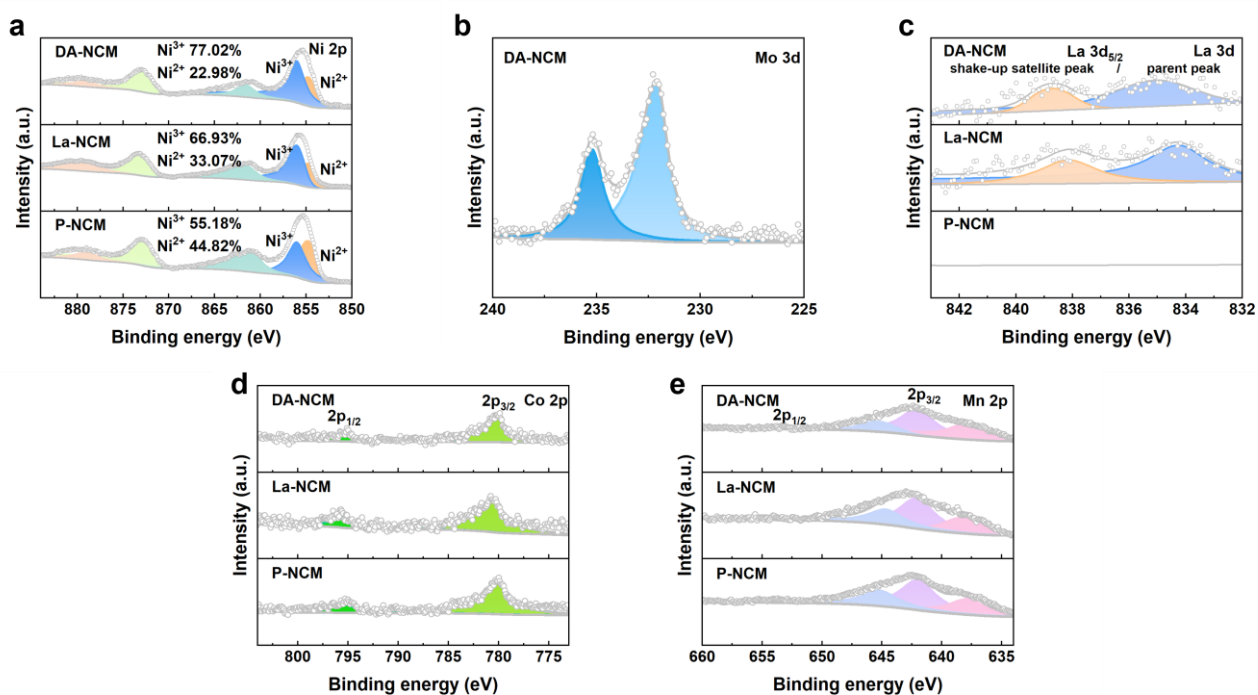 a
DA-NCM Ni³⁺ 77.02% Ni 2p
Ni²⁺ 22.98% Ni³⁺ Ni²⁺
La-NCM Ni³⁺ 66.93%
Ni²⁺ 33.07% Ni³⁺ Ni²⁺
P-NCM Ni³⁺ 55.18%
Ni²⁺ 44.82% Ni³⁺ Ni²⁺
Intensity (a.u.)
880 875 870 865 860 855 850
Binding energy (eV)
b
DA-NCM Mo 3d
Intensity (a.u.)
240 235 230 225
Binding energy (eV)
c
DA-NCM La 3d₅/₂ La 3d
shake-up satellite peak / parent peak
La-NCM
P-NCM
Intensity (a.u.)
842 840 838 836 834 832
Binding energy (eV)
d
DA-NCM 2p₃/₂ Co 2p
2p₁/₂
La-NCM
P-NCM
Intensity (a.u.)
800 795 790 785 780 775
Binding energy (eV)
e
DA-NCM 2p₃/₂ Mn 2p
2p₁/₂
La-NCM
P-NCM
Intensity (a.u.)
660 655 650 645 640 635
Binding energy (eV)